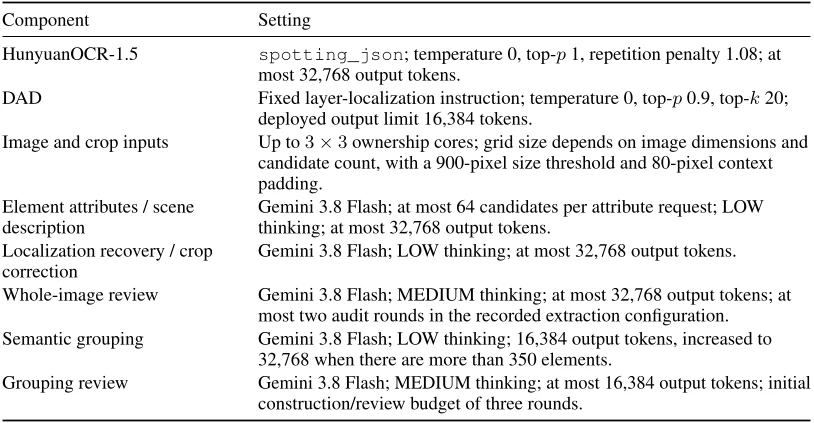 Component Setting
HunyuanOCR-1.5 spotting_json; temperature 0, top-p 1, repetition penalty 1.08; at
most 32,768 output tokens.
DAD Fixed layer-localization instruction; temperature 0, top-p 0.9, top-k 20;
deployed output limit 16,384 tokens.
Image and crop inputs Up to 3 × 3 ownership cores; grid size depends on image dimensions and
candidate count, with a 900-pixel size threshold and 80-pixel context
padding.
Element attributes / scene Gemini 3.8 Flash; at most 64 candidates per attribute request; LOW
description thinking; at most 32,768 output tokens.
Localization recovery / crop Gemini 3.8 Flash; LOW thinking; at most 32,768 output tokens.
correction
Whole-image review Gemini 3.8 Flash; MEDIUM thinking; at most 32,768 output tokens; at
most two audit rounds in the recorded extraction configuration.
Semantic grouping Gemini 3.8 Flash; LOW thinking; 16,384 output tokens, increased to
32,768 when there are more than 350 elements.
Grouping review Gemini 3.8 Flash; MEDIUM thinking; at most 16,384 output tokens; initial
construction/review budget of three rounds.